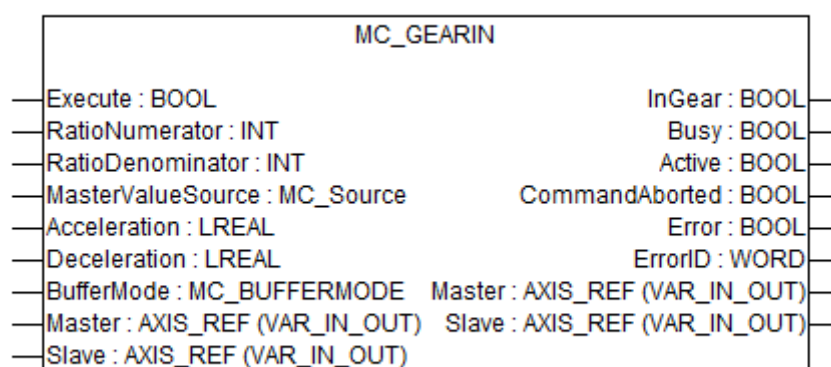 MC_GEARIN
Execute : BOOL InGear : BOOL
RatioNumerator : INT Busy : BOOL
RatioDenominator : INT Active : BOOL
MasterValueSource : MC_Source CommandAborted : BOOL
Acceleration : LREAL Error : BOOL
Deceleration : LREAL ErrorID : WORD
BufferMode : MC_BUFFERMODE Master : AXIS_REF (VAR_IN_OUT)
Master : AXIS_REF (VAR_IN_OUT) Slave : AXIS_REF (VAR_IN_OUT)
Slave : AXIS_REF (VAR_IN_OUT)